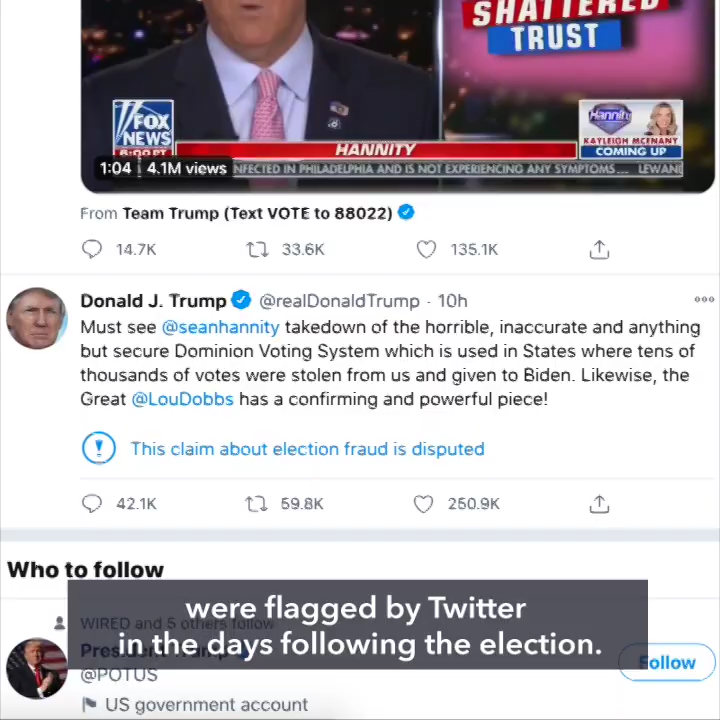 SHATTERED
TRUST
FOX
NEWS
Hannity
KAYLEIGH MCENANY
COMING UP
HANNITY
1:04 4.1M views NFECTED IN PHILADELPHIA AND IS NOT EXPERIENCING ANY SYMPTOMS... LEWAND
From Team Trump (Text VOTE to 88022)
14.7K 33.6K 135.1K
Donald J. Trump @realDonaldTrump · 10h
Must see @seanhannity takedown of the horrible, inaccurate and anything
but secure Dominion Voting System which is used in States where tens of
thousands of votes were stolen from us and given to Biden. Likewise, the
Great @LouDobbs has a confirming and powerful piece!
This claim about election fraud is disputed
42.1K 59.8K 250.9K
Who to follow
were flagged by Twitter
in the days following the election.
WIRED and 5 others follow
@POTUS
Follow
US government account